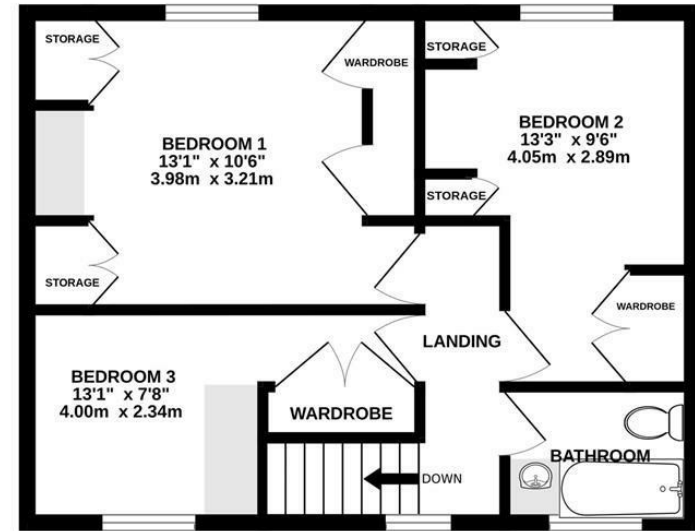 STORAGE
WARDROBE
STORAGE
BEDROOM 1
13'1" x 10'6"
3.98m x 3.21m
BEDROOM 2
13'3" x 9'6"
4.05m x 2.89m
STORAGE
STORAGE
WARDROBE
LANDING
BEDROOM 3
13'1" x 7'8"
4.00m x 2.34m
WARDROBE
BATHROOM
DOWN